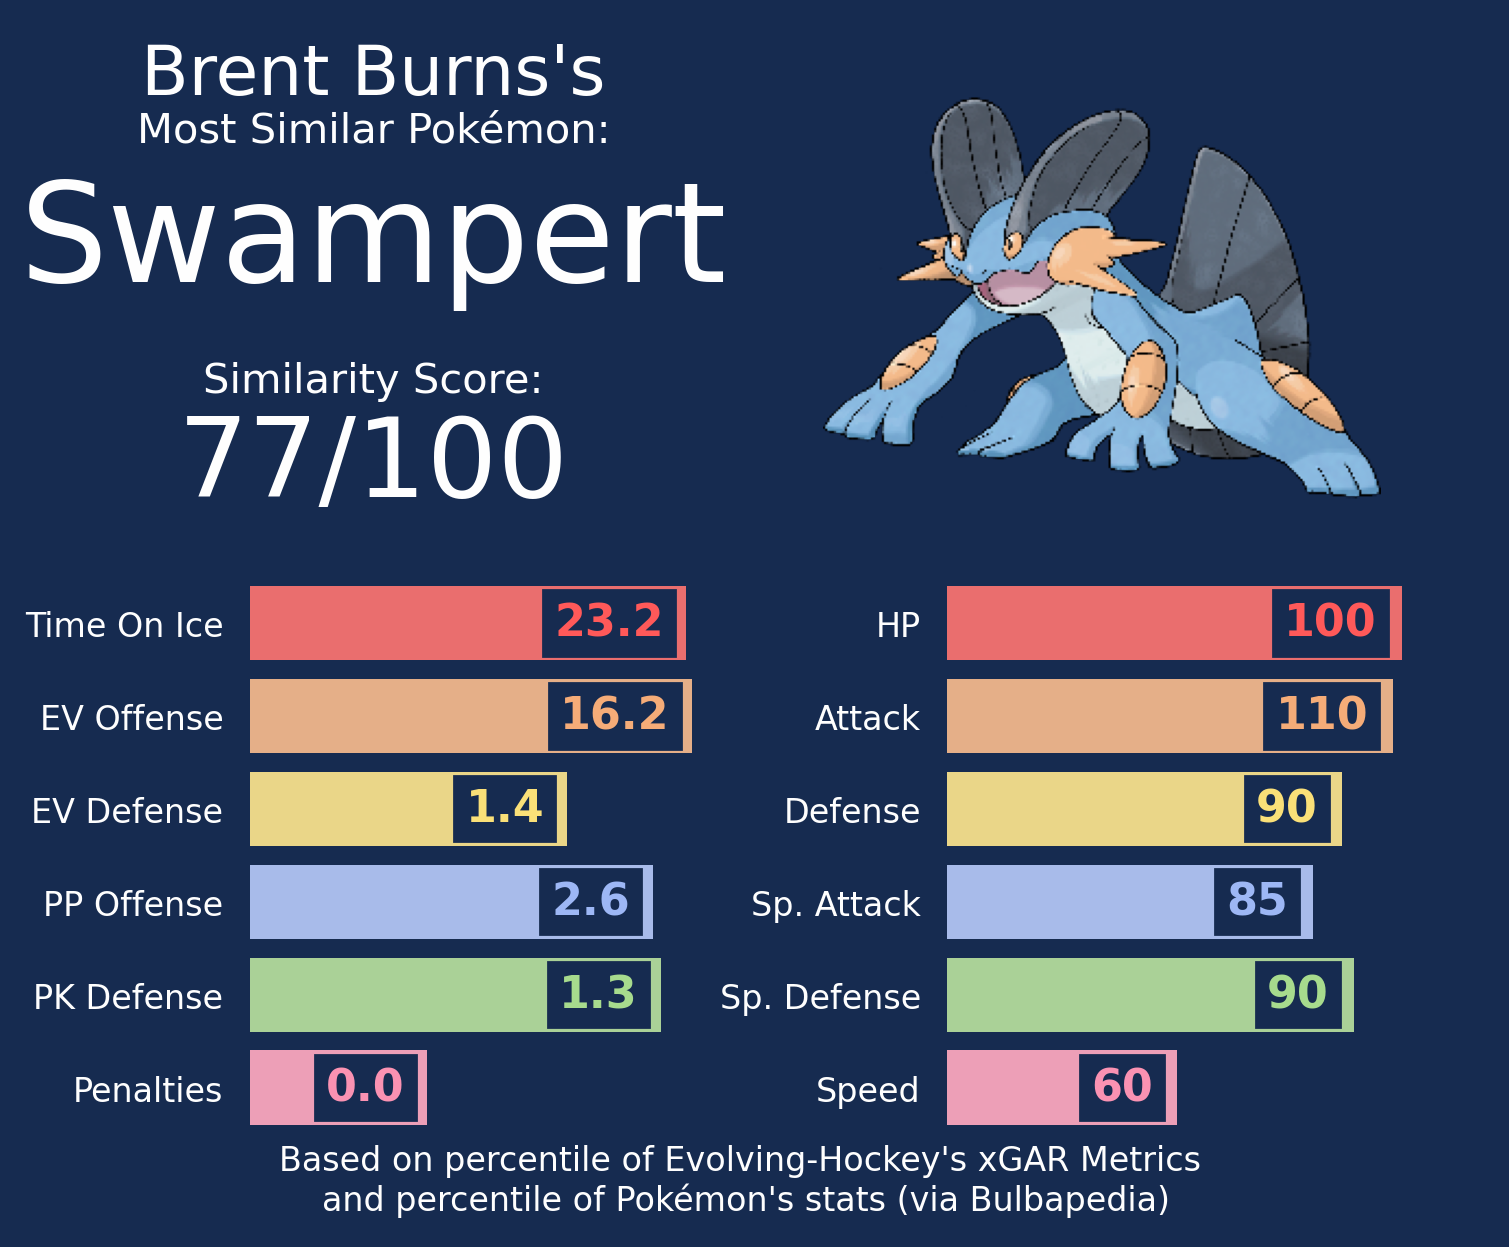 Brent Burns's
Most Similar Pokémon:
Swampert
Similarity Score:
77/100
Time On Ice 23.2
EV Offense 16.2
EV Defense 1.4
PP Offense 2.6
PK Defense 1.3
Penalties 0.0
HP 100
Attack 110
Defense 90
Sp. Attack 85
Sp. Defense 90
Speed 60
Based on percentile of Evolving-Hockey's xGAR Metrics
and percentile of Pokémon's stats (via Bulbapedia)